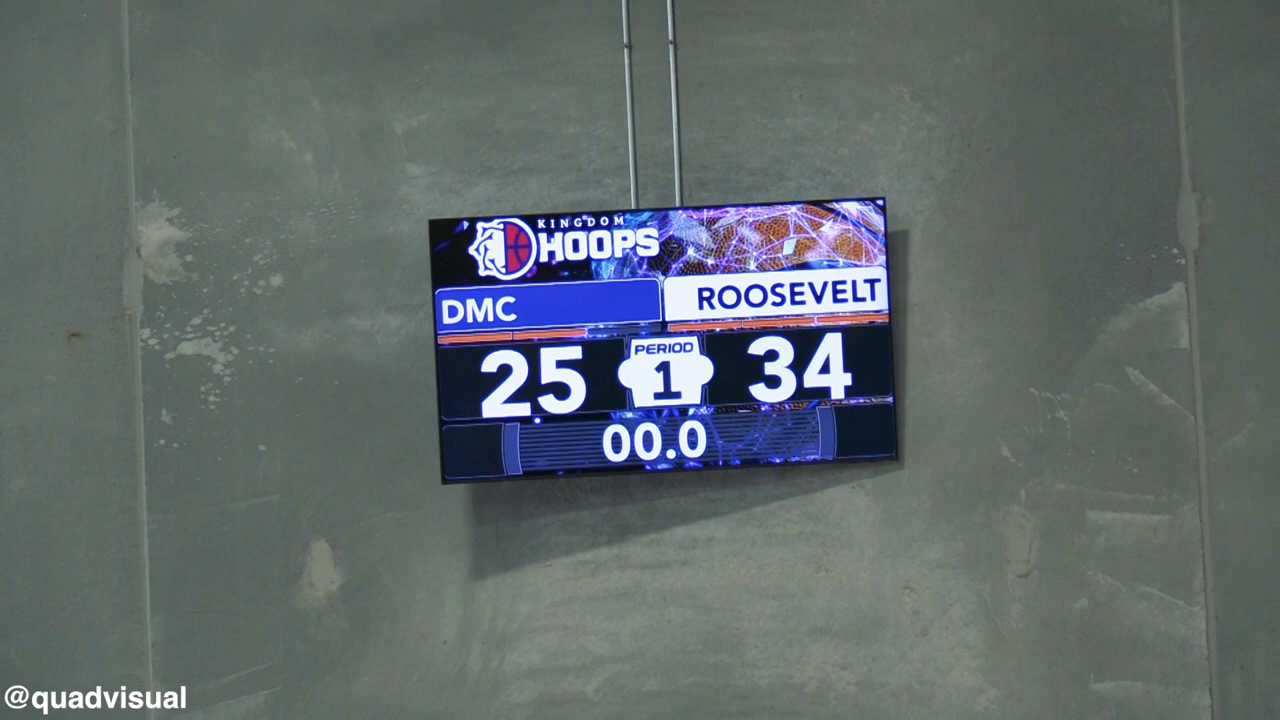 KINGDOM
HOOPS
DMC
ROOSEVELT
25
PERIOD
1
34
00.0
@quadvisual